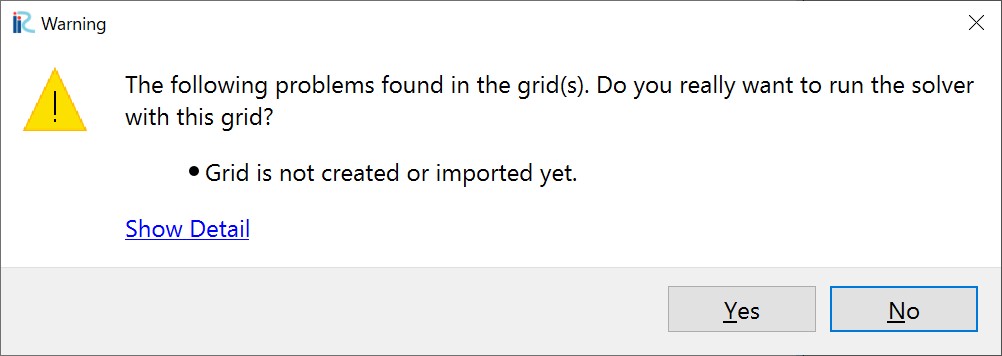 iRIC Warning
The following problems found in the grid(s). Do you really want to run the solver
with this grid?
• Grid is not created or imported yet.
Show Detail
Yes No